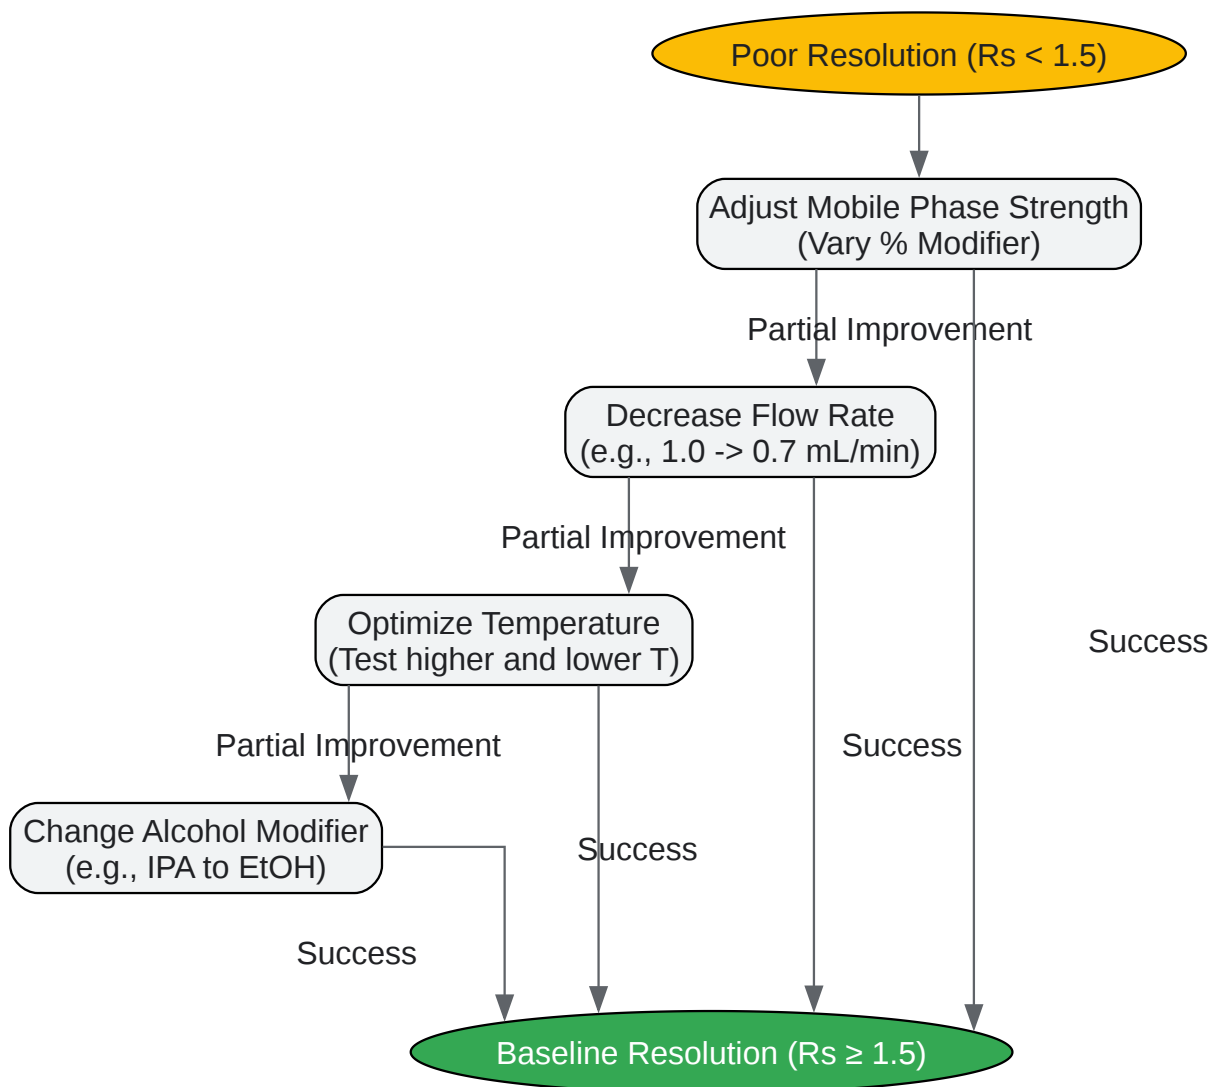 Poor Resolution (Rs < 1.5)
Adjust Mobile Phase Strength
(Vary % Modifier)
Partial Improvement
Decrease Flow Rate
(e.g., 1.0 -> 0.7 mL/min)
Partial Improvement
Optimize Temperature
(Test higher and lower T)
Success
Partial Improvement
Success
Change Alcohol Modifier
(e.g., IPA to EtOH)
Success
Success
Baseline Resolution (Rs ≥ 1.5)